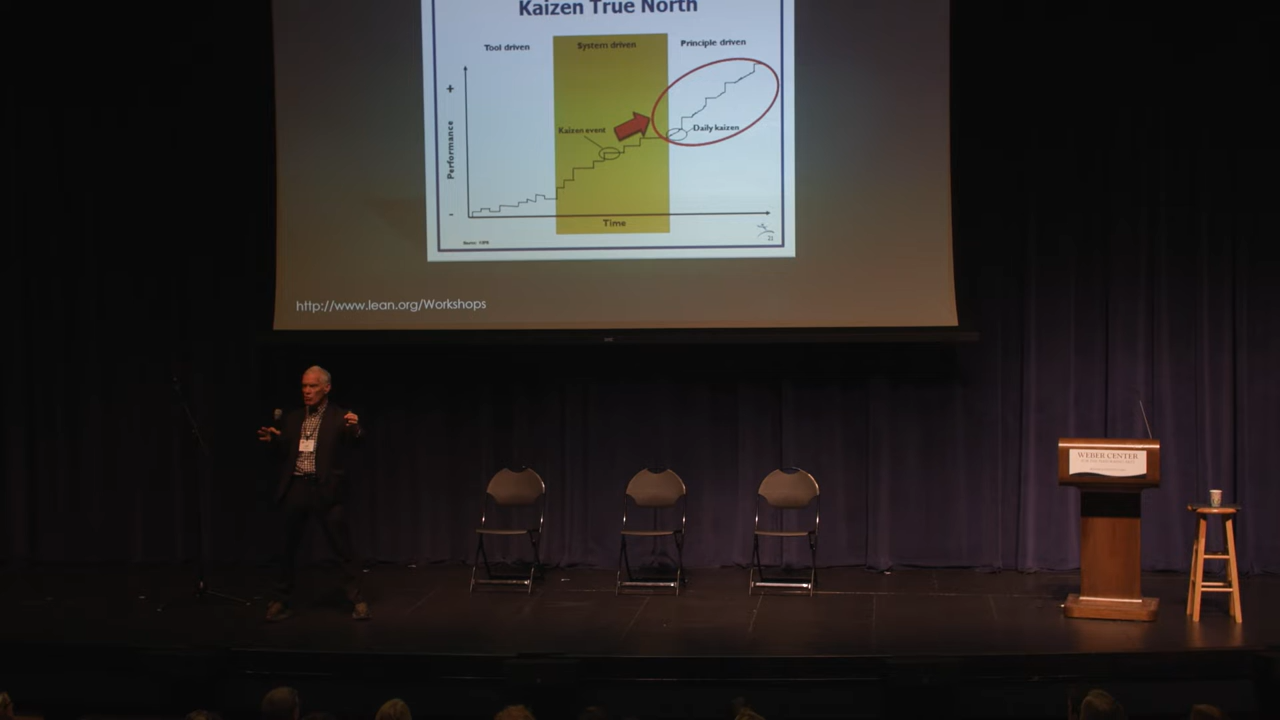 Kaizen True North
Tool driven
System driven
Principle driven
+
Performance
-
Kaizen event
Daily kaizen
Time
21
http://www.lean.org/Workshops
WEBER CENTER